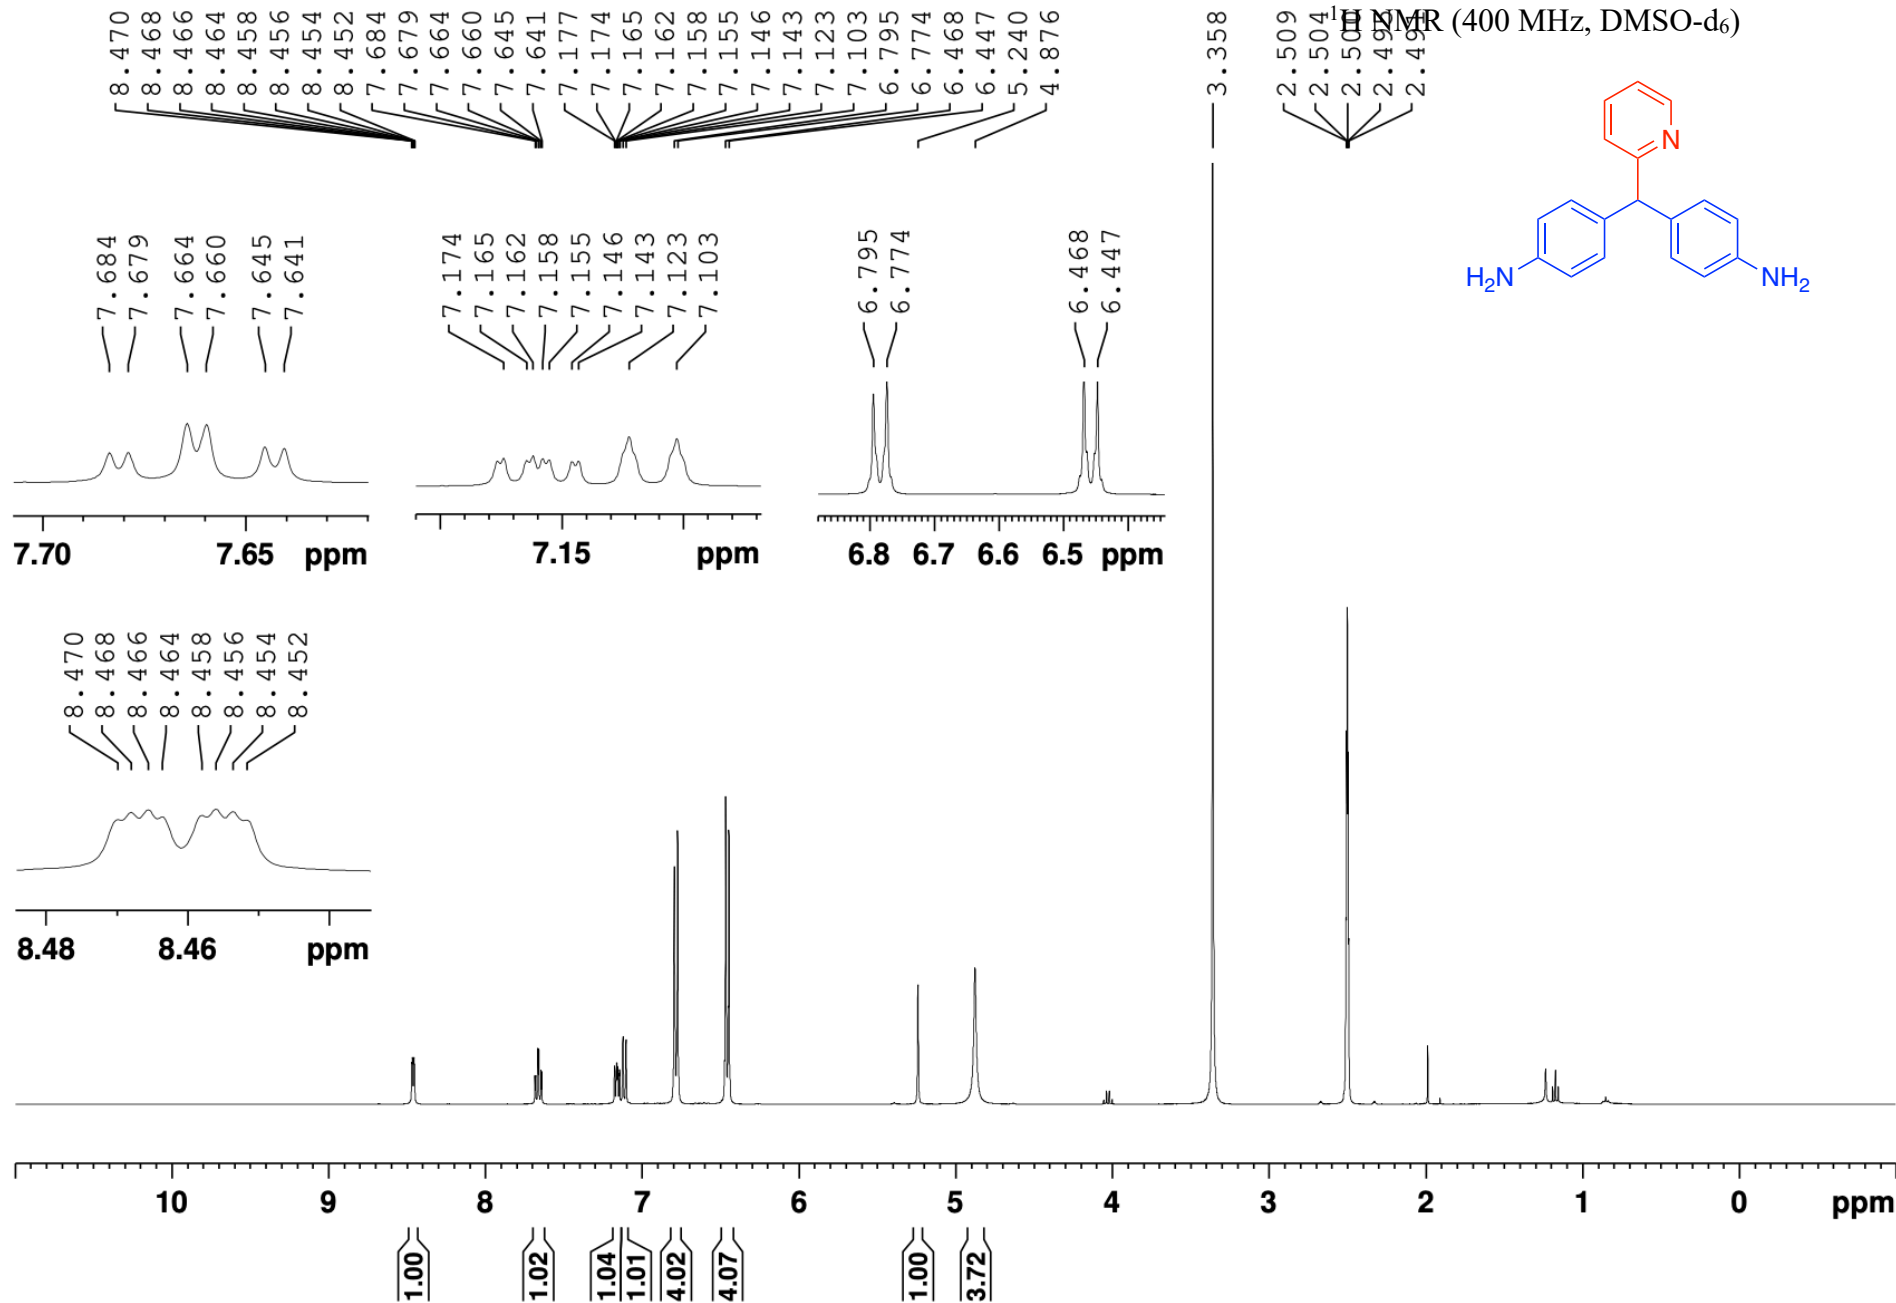 8.470 8.468 8.466 8.464 8.458 8.456 8.454 8.452 7.684 7.679 7.664 7.660 7.645 7.641 7.177 7.174 7.165 7.162 7.158 7.155 7.146 7.143 7.123 7.103 6.795 6.774 6.468 6.447 5.240 4.876 3.358 2.509 2.504
¹H NMR (400 MHz, DMSO-d₆)
N
H₂N NH₂
7.684 7.679 7.664 7.660 7.645 7.641
7.70 7.65 ppm
7.174 7.165 7.162 7.158 7.155 7.146 7.143 7.123 7.103
7.15 ppm
6.795 6.774 6.468 6.447
6.8 6.7 6.6 6.5 ppm
8.470 8.468 8.466 8.464 8.458 8.456 8.454 8.452
8.48 8.46 ppm
10 9 8 7 6 5 4 3 2 1 0 ppm
1.00 1.02 1.04 1.01 4.02 4.07 1.00 3.72